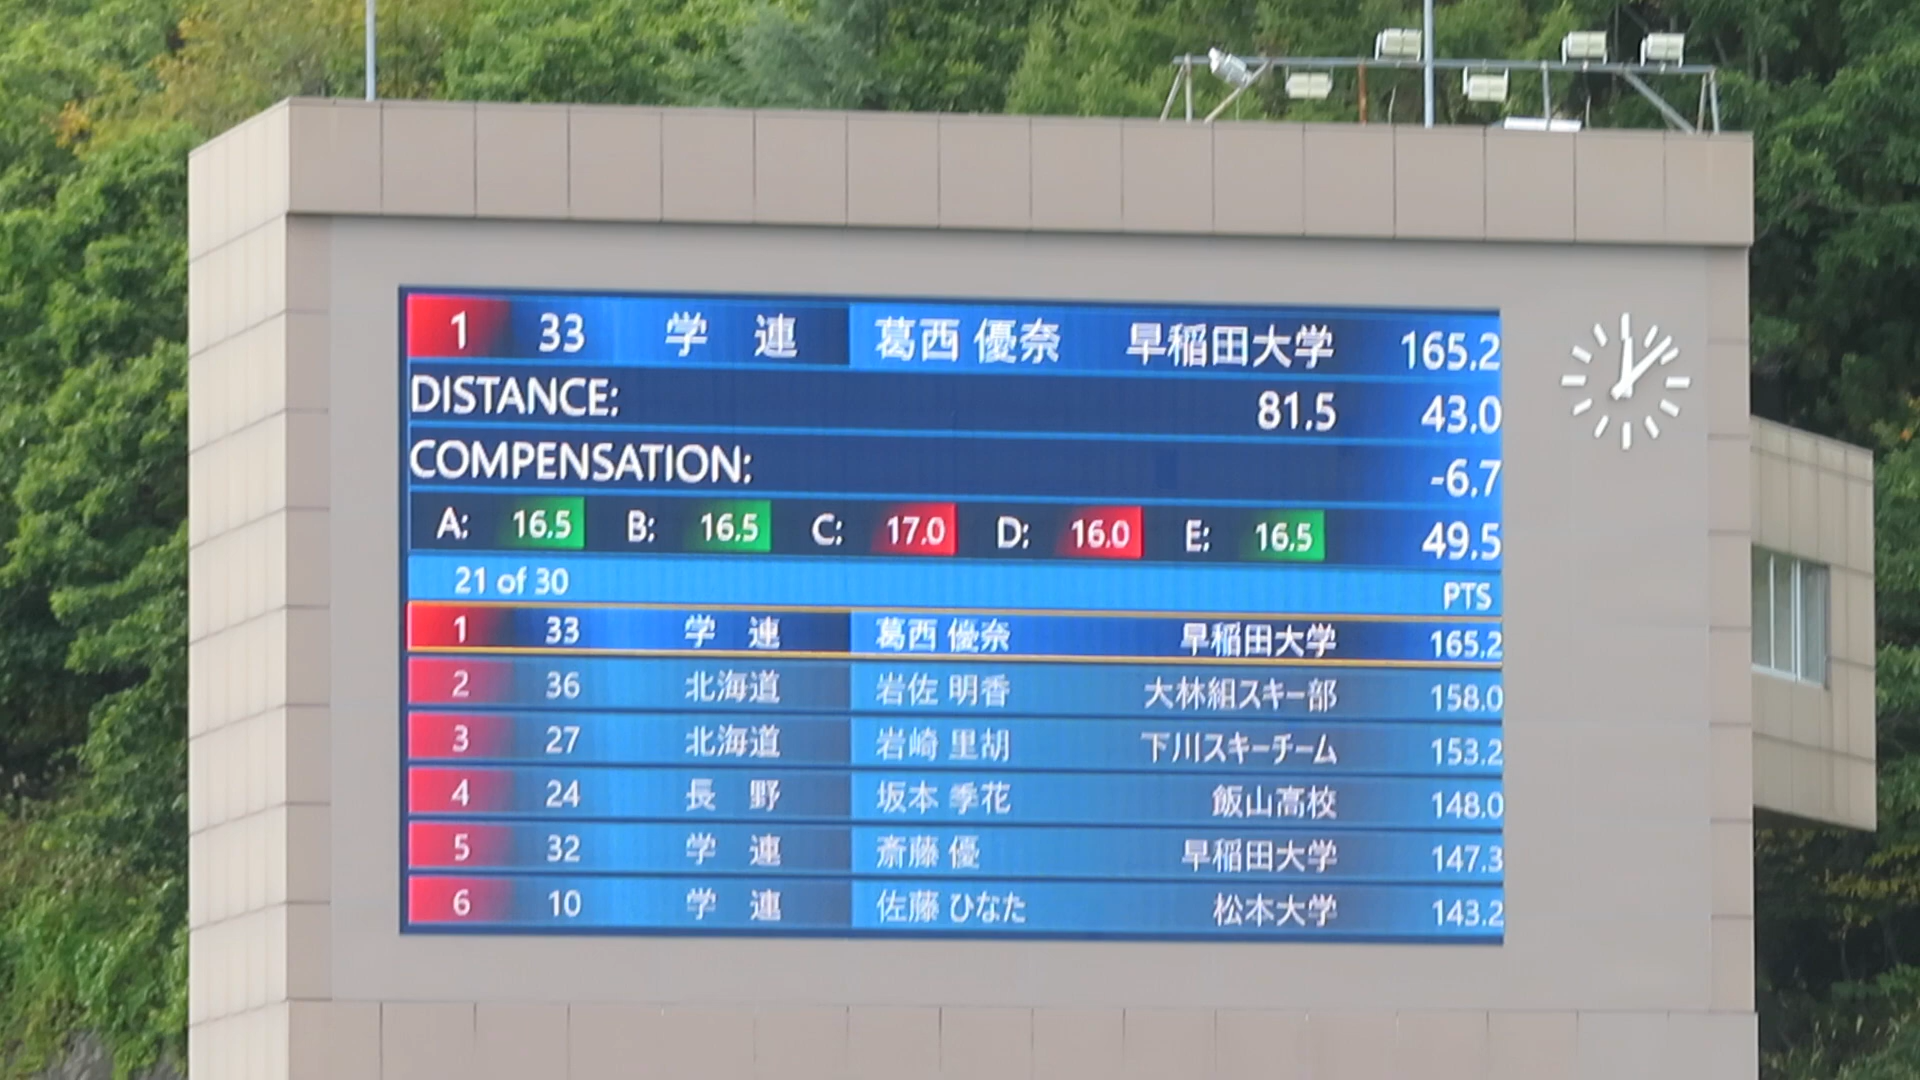 1 33 学 連 葛西 優奈 早稲田大学 165.2
DISTANCE: 81.5 43.0
COMPENSATION: -6.7
A: 16.5 B: 16.5 C: 17.0 D: 16.0 E: 16.5 49.5
21 of 30 PTS
1 33 学 連 葛西 優奈 早稲田大学 165.2
2 36 北海道 岩佐 明香 大林組スキー部 158.0
3 27 北海道 岩崎 里胡 下川スキーチーム 153.2
4 24 長 野 坂本 季花 飯山高校 148.0
5 32 学 連 斎藤 優 早稲田大学 147.3
6 10 学 連 佐藤 ひなた 松本大学 143.2